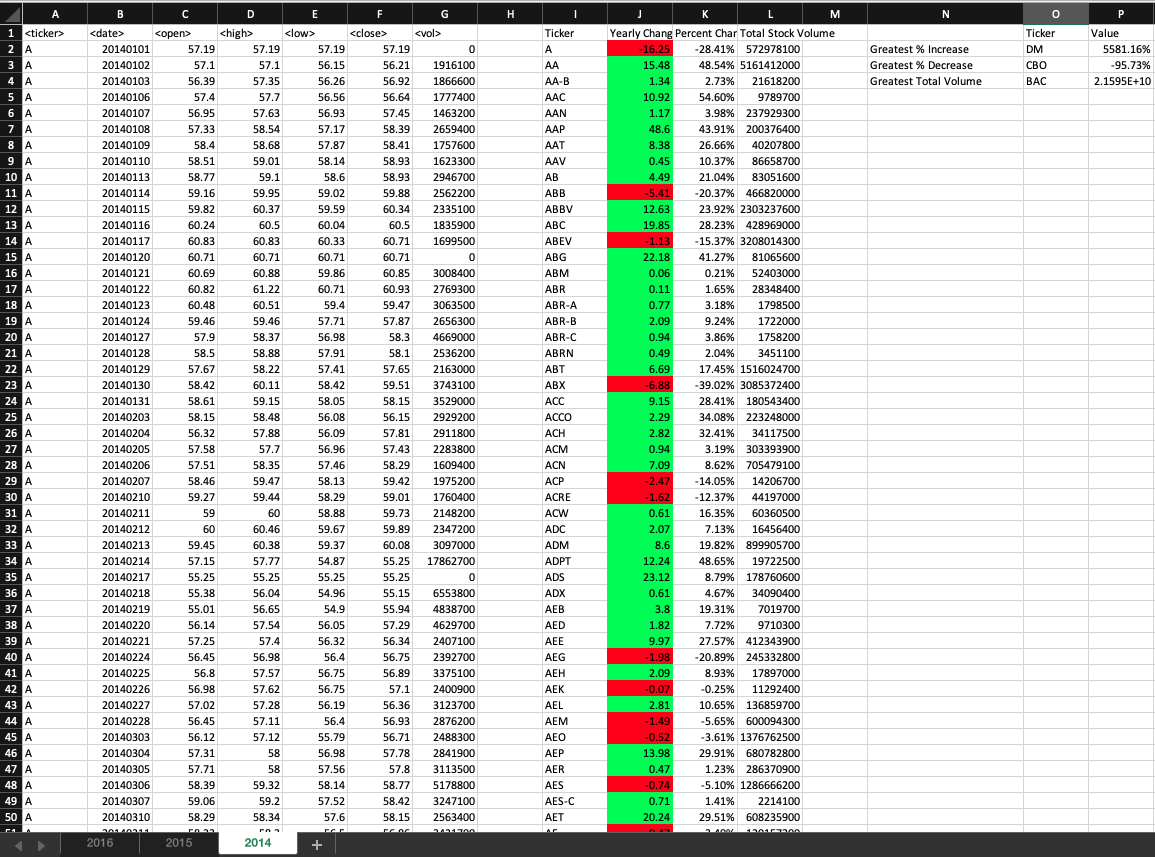 A B C D E F G H I J K L M N O P
1 <ticker> <date> <open> <high> <low> <close> <vol> Ticker Yearly Chang Percent Char Total Stock Volume Ticker Value
2 A 20140101 57.19 57.19 57.19 57.19 0 A -16.25 -28.41% 572978100 Greatest % Increase DM 5581.16%
3 A 20140102 57.1 57.1 56.15 56.21 1916100 AA 15.48 48.54% 5161412000 Greatest % Decrease CBO -95.73%
4 A 20140103 56.39 57.35 56.26 56.92 1866600 AA-B 1.34 2.73% 21618200 Greatest Total Volume BAC 2.1595E+10
5 A 20140106 57.4 57.7 56.56 56.64 1777400 AAC 10.92 54.60% 9789700
6 A 20140107 56.95 57.63 56.93 57.45 1463200 AAN 1.17 3.98% 237929300
7 A 20140108 57.33 58.54 57.17 58.39 2659400 AAP 48.6 43.91% 200376400
8 A 20140109 58.4 58.68 57.87 58.41 1757600 AAT 8.38 26.66% 40207800
9 A 20140110 58.51 59.01 58.14 58.93 1623300 AAV 0.45 10.37% 86658700
10 A 20140113 58.77 59.1 58.6 58.93 2946700 AB 4.49 21.04% 83051600
11 A 20140114 59.16 59.95 59.02 59.88 2562200 ABB -5.41 -20.37% 466820000
12 A 20140115 59.82 60.37 59.59 60.34 2335100 ABBV 12.63 23.92% 2303237600
13 A 20140116 60.24 60.5 60.04 60.5 1835900 ABC 19.85 28.23% 428969000
14 A 20140117 60.83 60.83 60.33 60.71 1699500 ABEV -1.13 -15.37% 3208014300
15 A 20140120 60.71 60.71 60.71 60.71 0 ABG 22.18 41.27% 81065600
16 A 20140121 60.69 60.88 59.86 60.85 3008400 ABM 0.06 0.21% 52403000
17 A 20140122 60.82 61.22 60.71 60.93 2769300 ABR 0.11 1.65% 28348400
18 A 20140123 60.48 60.51 59.4 59.47 3063500 ABR-A 0.77 3.18% 1798500
19 A 20140124 59.46 59.46 57.71 57.87 2656300 ABR-B 2.09 9.24% 1722000
20 A 20140127 57.9 58.37 56.98 58.3 4669000 ABR-C 0.94 3.86% 1758200
21 A 20140128 58.5 58.88 57.91 58.1 2536200 ABRN 0.49 2.04% 3451100
22 A 20140129 57.67 58.22 57.41 57.65 2163000 ABT 6.69 17.45% 1516024700
23 A 20140130 58.42 60.11 58.42 59.51 3743100 ABX -6.88 -39.02% 3085372400
24 A 20140131 58.61 59.15 58.05 58.15 3529000 ACC 9.15 28.41% 180543400
25 A 20140203 58.15 58.48 56.08 56.15 2929200 ACCO 2.29 34.08% 223248000
26 A 20140204 56.32 57.88 56.09 57.81 2911800 ACH 2.82 32.41% 34117500
27 A 20140205 57.58 57.7 56.96 57.43 2283800 ACM 0.94 3.19% 303393900
28 A 20140206 57.51 58.35 57.46 58.29 1609400 ACN 7.09 8.62% 705479100
29 A 20140207 58.46 59.47 58.13 59.42 1975200 ACP -2.47 -14.05% 14206700
30 A 20140210 59.27 59.44 58.29 59.01 1760400 ACRE -1.62 -12.37% 44197000
31 A 20140211 59 60 58.88 59.73 2148200 ACW 0.61 16.35% 60360500
32 A 20140212 60 60.46 59.67 59.89 2347200 ADC 2.07 7.13% 16456400
33 A 20140213 59.45 60.38 59.37 60.08 3097000 ADM 8.6 19.82% 899905700
34 A 20140214 57.15 57.77 54.87 55.25 17862700 ADPT 12.24 48.65% 19722500
35 A 20140217 55.25 55.25 55.25 55.25 0 ADS 23.12 8.79% 178760600
36 A 20140218 55.38 56.04 54.96 55.15 6553800 ADX 0.61 4.67% 34090400
37 A 20140219 55.01 56.65 54.9 55.94 4838700 AEB 3.8 19.31% 7019700
38 A 20140220 56.14 57.54 56.05 57.29 4629700 AED 1.82 7.72% 9710300
39 A 20140221 57.25 57.4 56.32 56.34 2407100 AEE 9.97 27.57% 412343900
40 A 20140224 56.45 56.98 56.4 56.75 2392700 AEG -1.98 -20.89% 245332800
41 A 20140225 56.8 57.57 56.75 56.89 3375100 AEH 2.09 8.93% 17897000
42 A 20140226 56.98 57.62 56.75 57.1 2400900 AEK -0.07 -0.25% 11292400
43 A 20140227 57.02 57.28 56.19 56.36 3123700 AEL 2.81 10.65% 136859700
44 A 20140228 56.45 57.11 56.4 56.93 2876200 AEM -1.49 -5.65% 600094300
45 A 20140303 56.12 57.12 55.79 56.71 2488300 AEO -0.52 -3.61% 1376762500
46 A 20140304 57.31 58 56.98 57.78 2841900 AEP 13.98 29.91% 680782800
47 A 20140305 57.71 58 57.56 57.8 3113500 AER 0.47 1.23% 286370900
48 A 20140306 58.39 59.32 58.14 58.77 5178800 AES -0.74 -5.10% 1286666200
49 A 20140307 59.06 59.2 57.52 58.42 3247100 AES-C 0.71 1.41% 2214100
50 A 20140310 58.29 58.34 57.6 58.15 2563400 AET 20.24 29.51% 608235900
2016 2015 2014